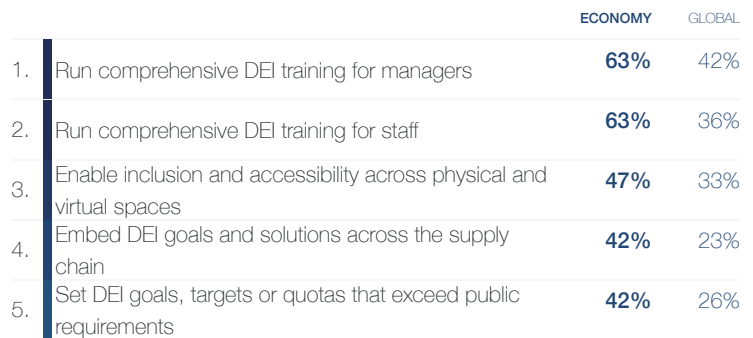 ECONOMY GLOBAL
1. Run comprehensive DEI training for managers 63% 42%
2. Run comprehensive DEI training for staff 63% 36%
3. Enable inclusion and accessibility across physical and
virtual spaces 47% 33%
4. Embed DEI goals and solutions across the supply
chain 42% 23%
5. Set DEI goals, targets or quotas that exceed public
requirements 42% 26%